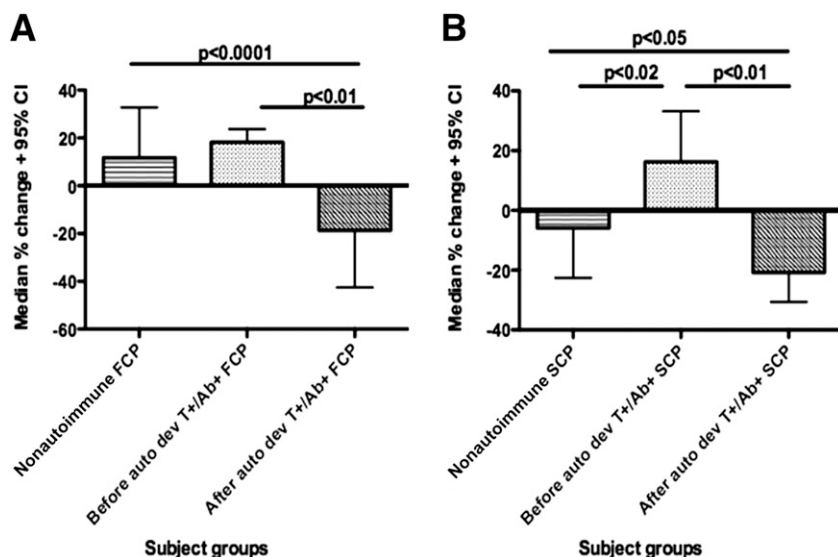 A
p<0.0001
p<0.01
Median % change + 95% CI
40
20
0
-20
-40
-60
Nonautoimmune FCP
Before auto dev T+/Ab+ FCP
After auto dev T+/Ab+ FCP
Subject groups
B
p<0.05
p<0.02
p<0.01
Median % change + 95% CI
40
20
0
-20
-40
Nonautoimmune SCP
Before auto dev T+/Ab+ SCP
After auto dev T+/Ab+ SCP
Subject groups